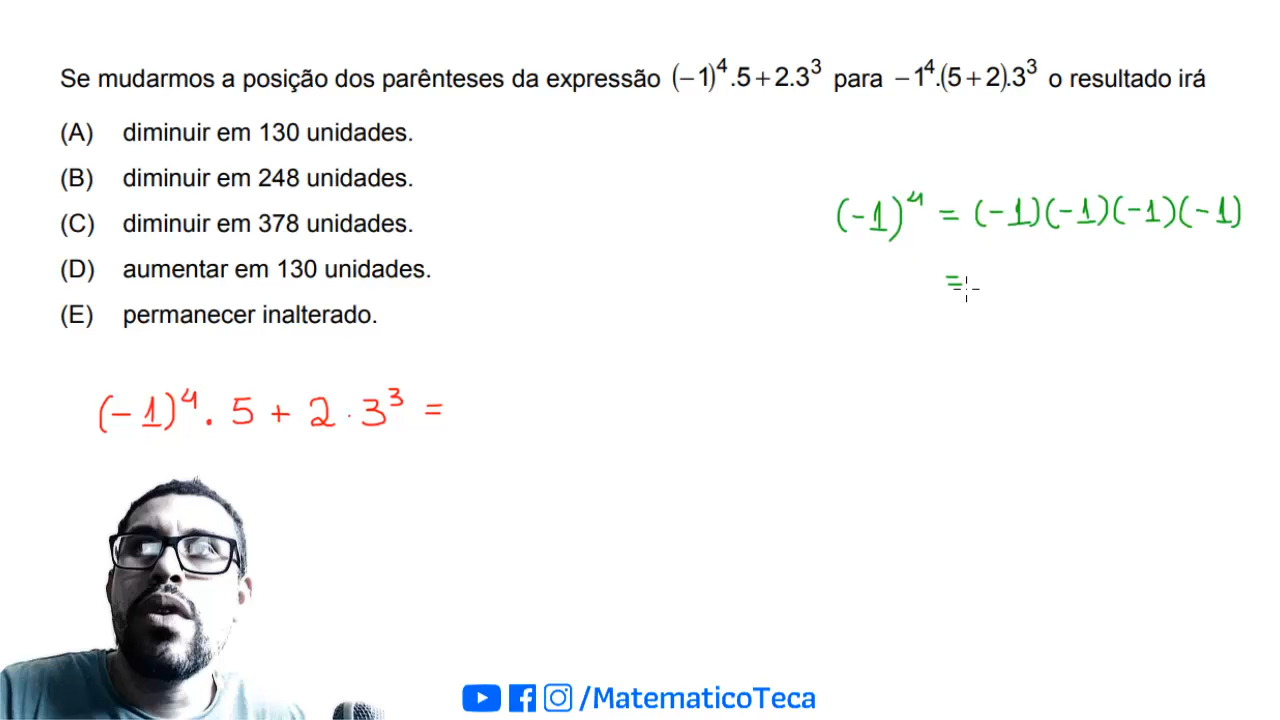 Se mudarmos a posição dos parênteses da expressão (−1)⁴.5+2.3³ para −1⁴.(5+2).3³ o resultado irá
(A) diminuir em 130 unidades.
(B) diminuir em 248 unidades.
(C) diminuir em 378 unidades.
(D) aumentar em 130 unidades.
(E) permanecer inalterado.
(-1)⁴ = (-1)(-1)(-1)(-1)
=
(-1)⁴ . 5 + 2 · 3³ =
/MatematicoTeca